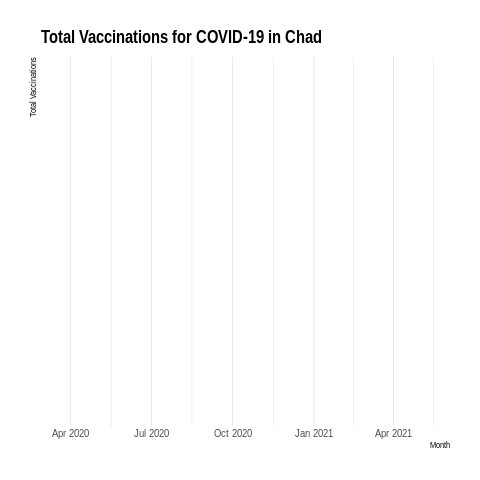 Total Vaccinations for COVID-19 in Chad
Total Vaccinations
Apr 2020
Jul 2020
Oct 2020
Jan 2021
Apr 2021
Month